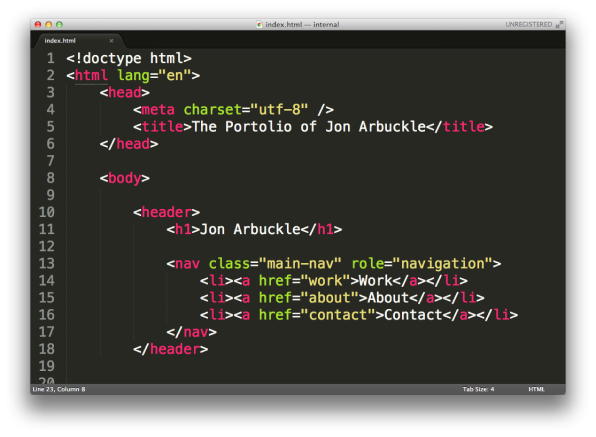 index.html — internal
UNREGISTERED
index.html ×
1 <!doctype html>
2 <html lang="en">
3 <head>
4 <meta charset="utf-8" />
5 <title>The Portolio of Jon Arbuckle</title>
6 </head>
7
8 <body>
9
10 <header>
11 <h1>Jon Arbuckle</h1>
12
13 <nav class="main-nav" role="navigation">
14 <li><a href="work">Work</a></li>
15 <li><a href="about">About</a></li>
16 <li><a href="contact">Contact</a></li>
17 </nav>
18 </header>
19
20
Line 23, Column 8
Tab Size: 4
HTML